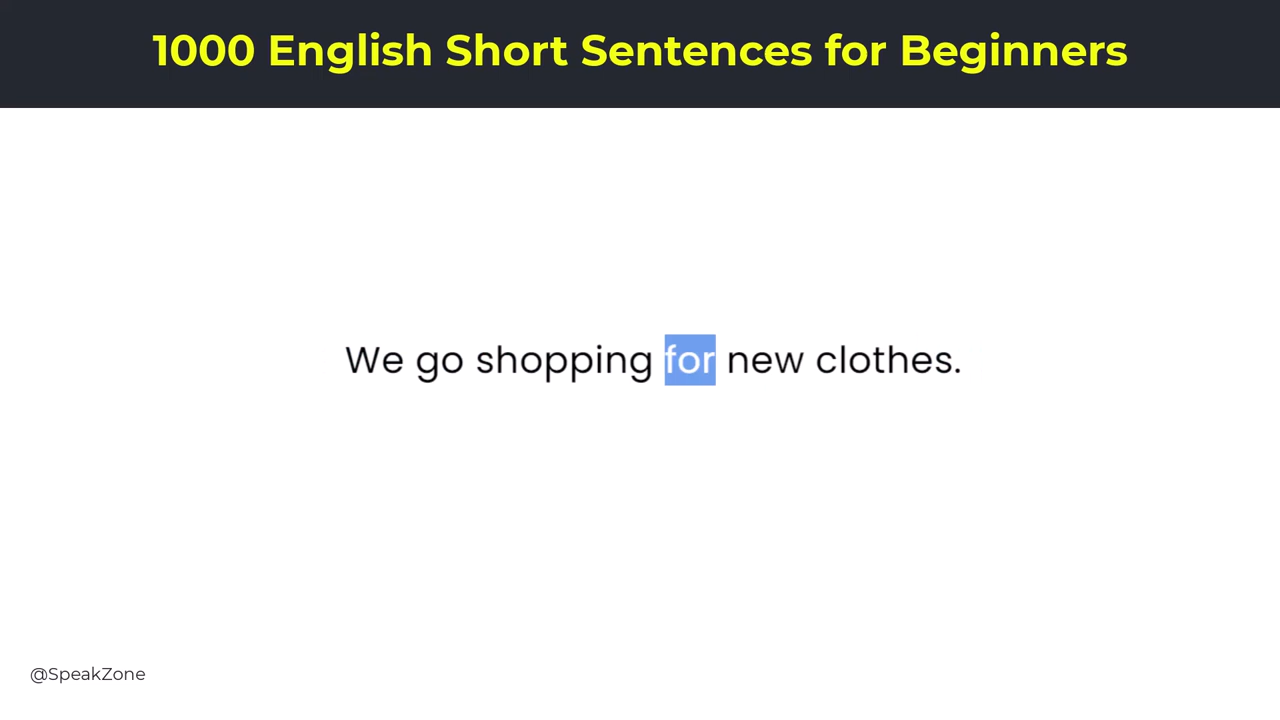 1000 English Short Sentences for Beginners
We go shopping for new clothes.
@SpeakZone